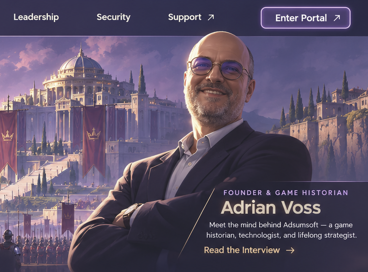 Leadership Security Support ↗ Enter Portal ↗
FOUNDER & GAME HISTORIAN
Adrian Voss
Meet the mind behind Adsumsoft — a game
historian, technologist, and lifelong strategist.
Read the Interview →